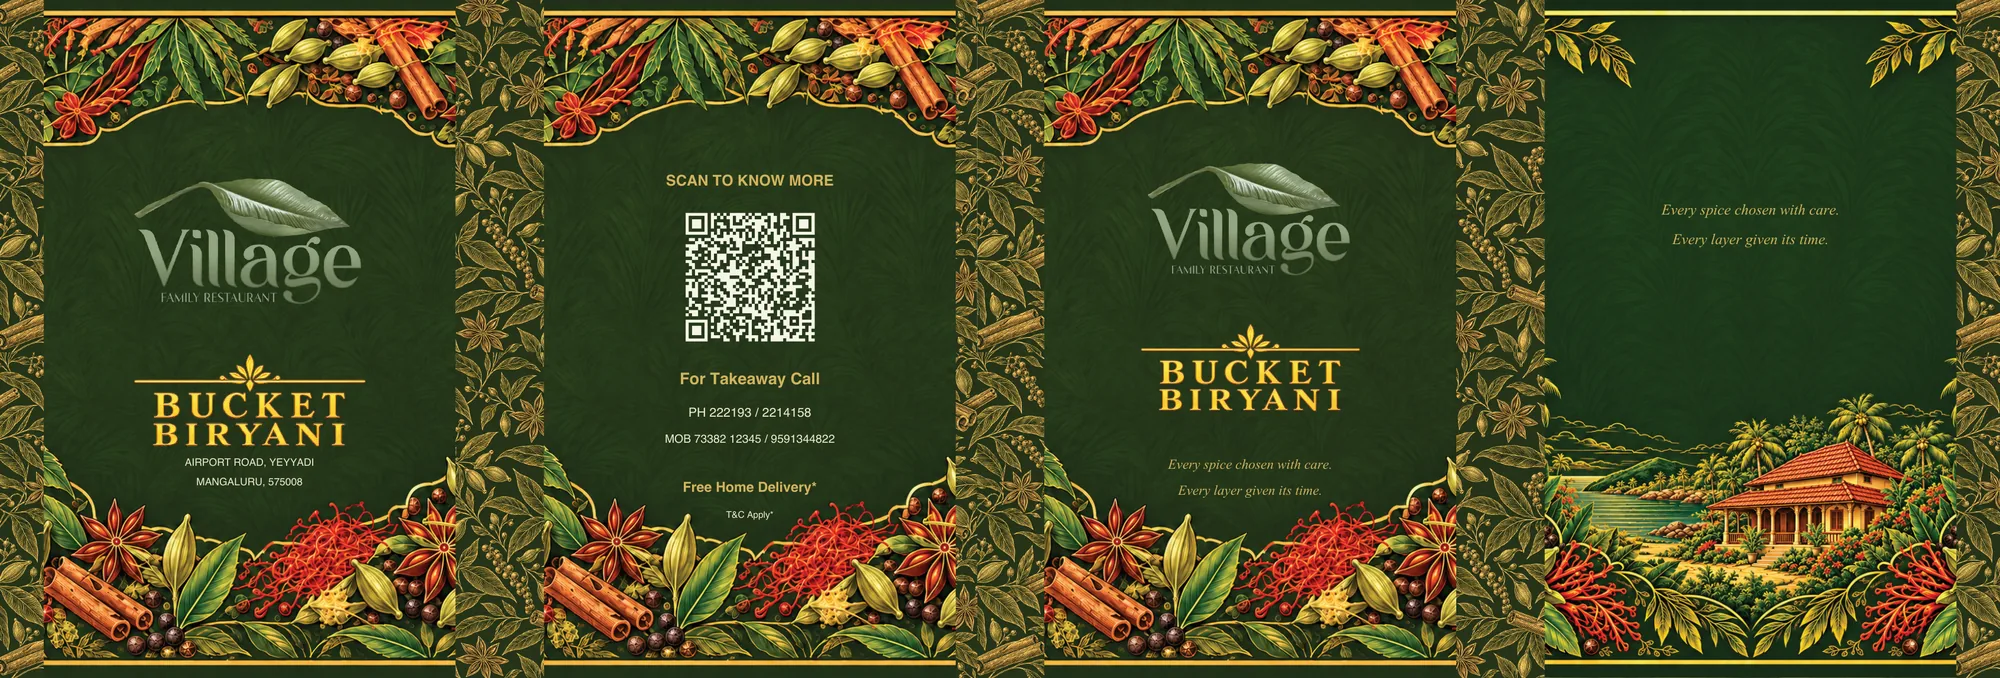 Village
FAMILY RESTAURANT
BUCKET
BIRYANI
AIRPORT ROAD, YEYYADI
MANGALURU, 575008
SCAN TO KNOW MORE
For Takeaway Call
PH 222193 / 2214158
MOB 73382 12345 / 9591344822
Free Home Delivery*
T&C Apply*
Village
FAMILY RESTAURANT
BUCKET
BIRYANI
Every spice chosen with care.
Every layer given its time.
Every spice chosen with care.
Every layer given its time.